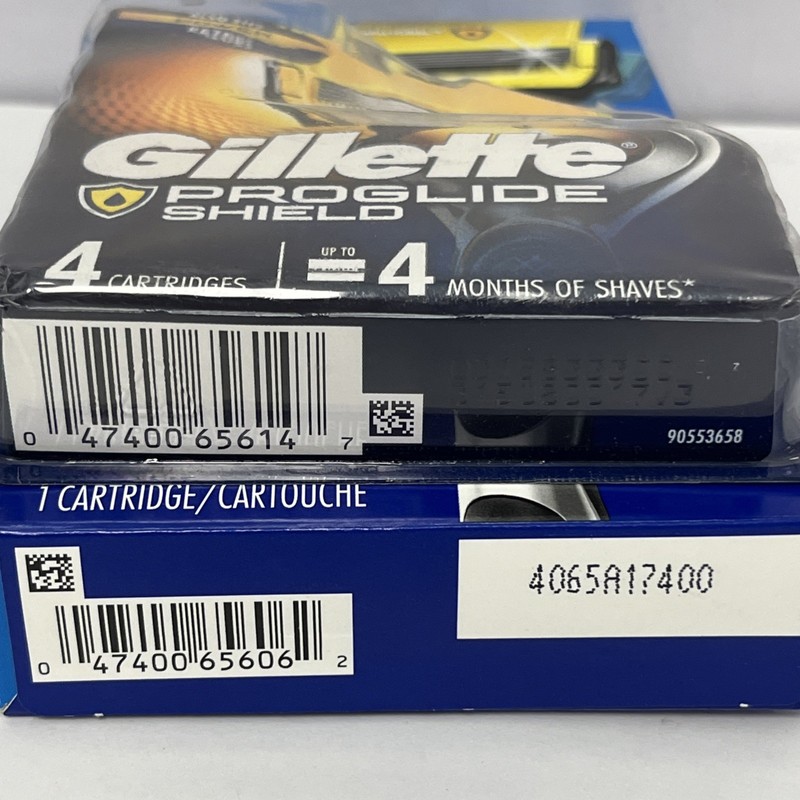 Gillette®
PROGLIDE
SHIELD
4 CARTRIDGES
UP TO
= 4 MONTHS OF SHAVES*
0 47400 65614 7
7
90553658
1 CARTRIDGE/CARTOUCHE
4065A17400
0 47400 65606 2